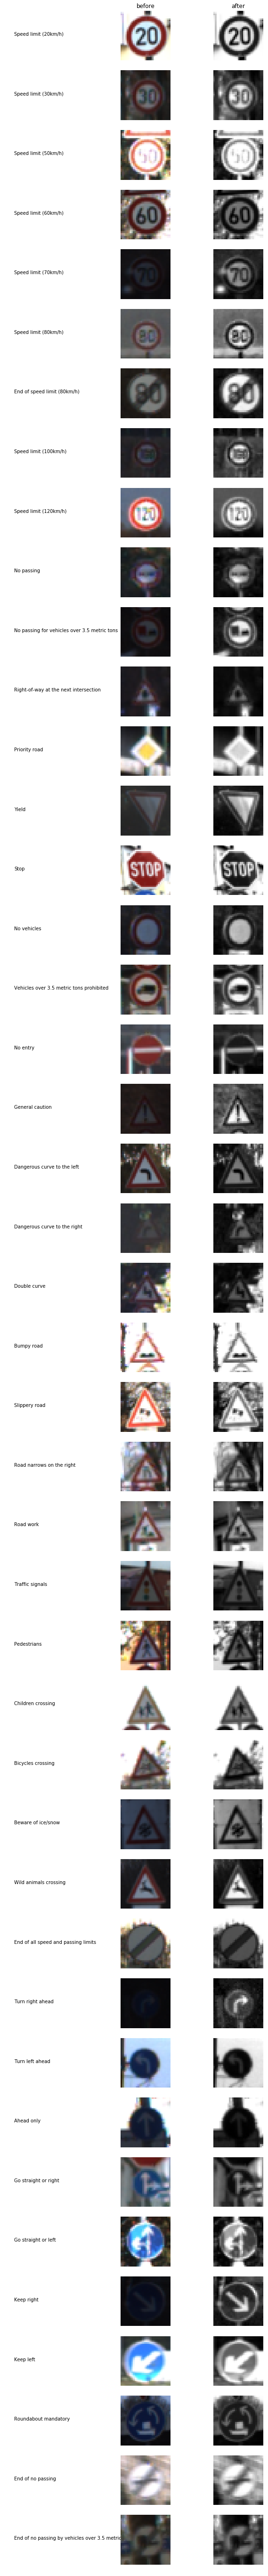 before after
Speed limit (20km/h) 20 20
Speed limit (30km/h) 30 30
Speed limit (50km/h)
Speed limit (60km/h) 60 60
Speed limit (70km/h) 70 70
Speed limit (80km/h) 80 80
End of speed limit (80km/h) 80 80
Speed limit (100km/h)
Speed limit (120km/h) 120 120
No passing
No passing for vehicles over 3.5 metric tons
Right-of-way at the next intersection
Priority road
Yield
Stop STOP STOP
No vehicles
Vehicles over 3.5 metric tons prohibited
No entry
General caution
Dangerous curve to the left
Dangerous curve to the right
Double curve
Bumpy road
Slippery road
Road narrows on the right
Road work
Traffic signals
Pedestrians
Children crossing
Bicycles crossing
Beware of ice/snow
Wild animals crossing
End of all speed and passing limits
Turn right ahead
Turn left ahead
Ahead only
Go straight or right
Go straight or left
Keep right
Keep left
Roundabout mandatory
End of no passing
End of no passing by vehicles over 3.5 metric